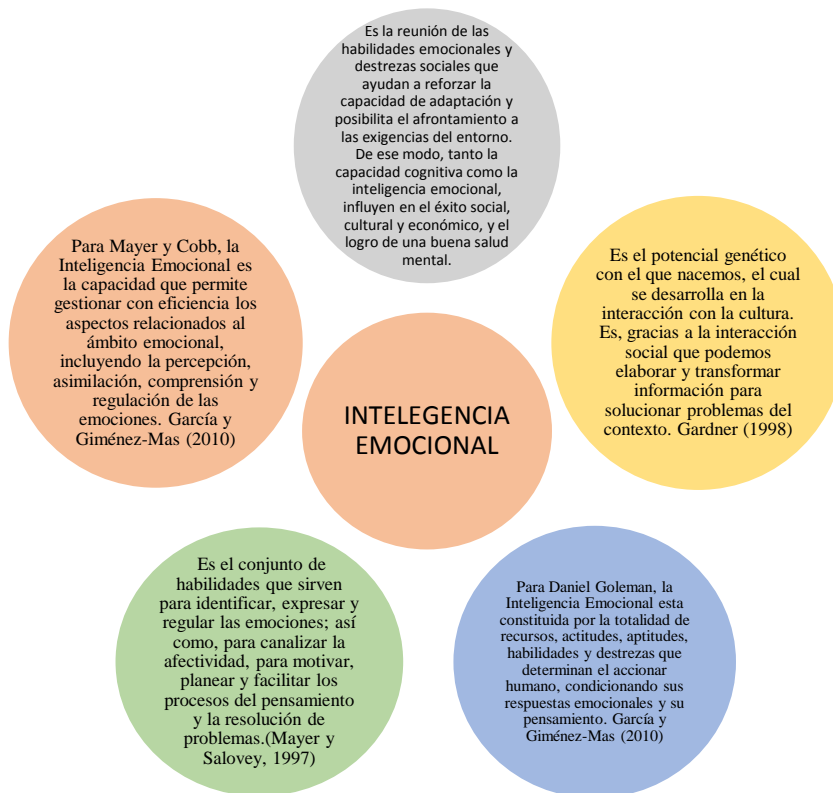 Es la reunión de las
habilidades emocionales y
destrezas sociales que
ayudan a reforzar la
capacidad de adaptación y
posibilita el afrontamiento a
las exigencias del entorno.
De ese modo, tanto la
capacidad cognitiva como la
inteligencia emocional,
influyen en el éxito social,
cultural y económico, y el
logro de una buena salud
mental.
Para Mayer y Cobb, la
Inteligencia Emocional es
la capacidad que permite
gestionar con eficiencia los
aspectos relacionados al
ámbito emocional,
incluyendo la percepción,
asimilación, comprensión y
regulación de las
emociones. García y
Giménez-Mas (2010)
Es el potencial genético
con el que nacemos, el cual
se desarrolla en la
interacción con la cultura.
Es, gracias a la interacción
social que podemos
elaborar y transformar
información para
solucionar problemas del
contexto. Gardner (1998)
INTELEGENCIA
EMOCIONAL
Es el conjunto de
habilidades que sirven
para identificar, expresar y
regular las emociones; así
como, para canalizar la
afectividad, para motivar,
planear y facilitar los
procesos del pensamiento
y la resolución de
problemas.(Mayer y
Salovey, 1997)
Para Daniel Goleman, la
Inteligencia Emocional esta
constituida por la totalidad de
recursos, actitudes, aptitudes,
habilidades y destrezas que
determinan el accionar
humano, condicionando sus
respuestas emocionales y su
pensamiento. García y
Giménez-Mas (2010)